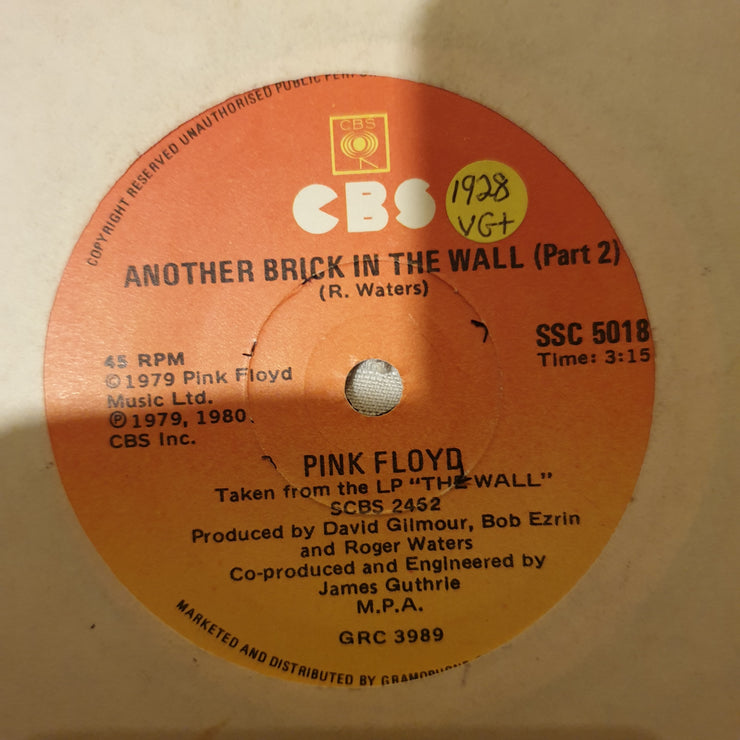 COPYRIGHT RESERVED UNAUTHORISED PUBLIC
CBS
CBS
1928
VG+
ANOTHER BRICK IN THE WALL (Part 2)
(R. Waters)
SSC 5018
Time: 3:15
45 RPM
©1979 Pink Floyd
Music Ltd.
℗1979, 1980.
CBS Inc.
PINK FLOYD
Taken from the LP "THE WALL"
SCBS 2452
Produced by David Gilmour, Bob Ezrin
and Roger Waters
Co-produced and Engineered by
James Guthrie
M.P.A.
GRC 3989
MARKETED AND DISTRIBUTED BY